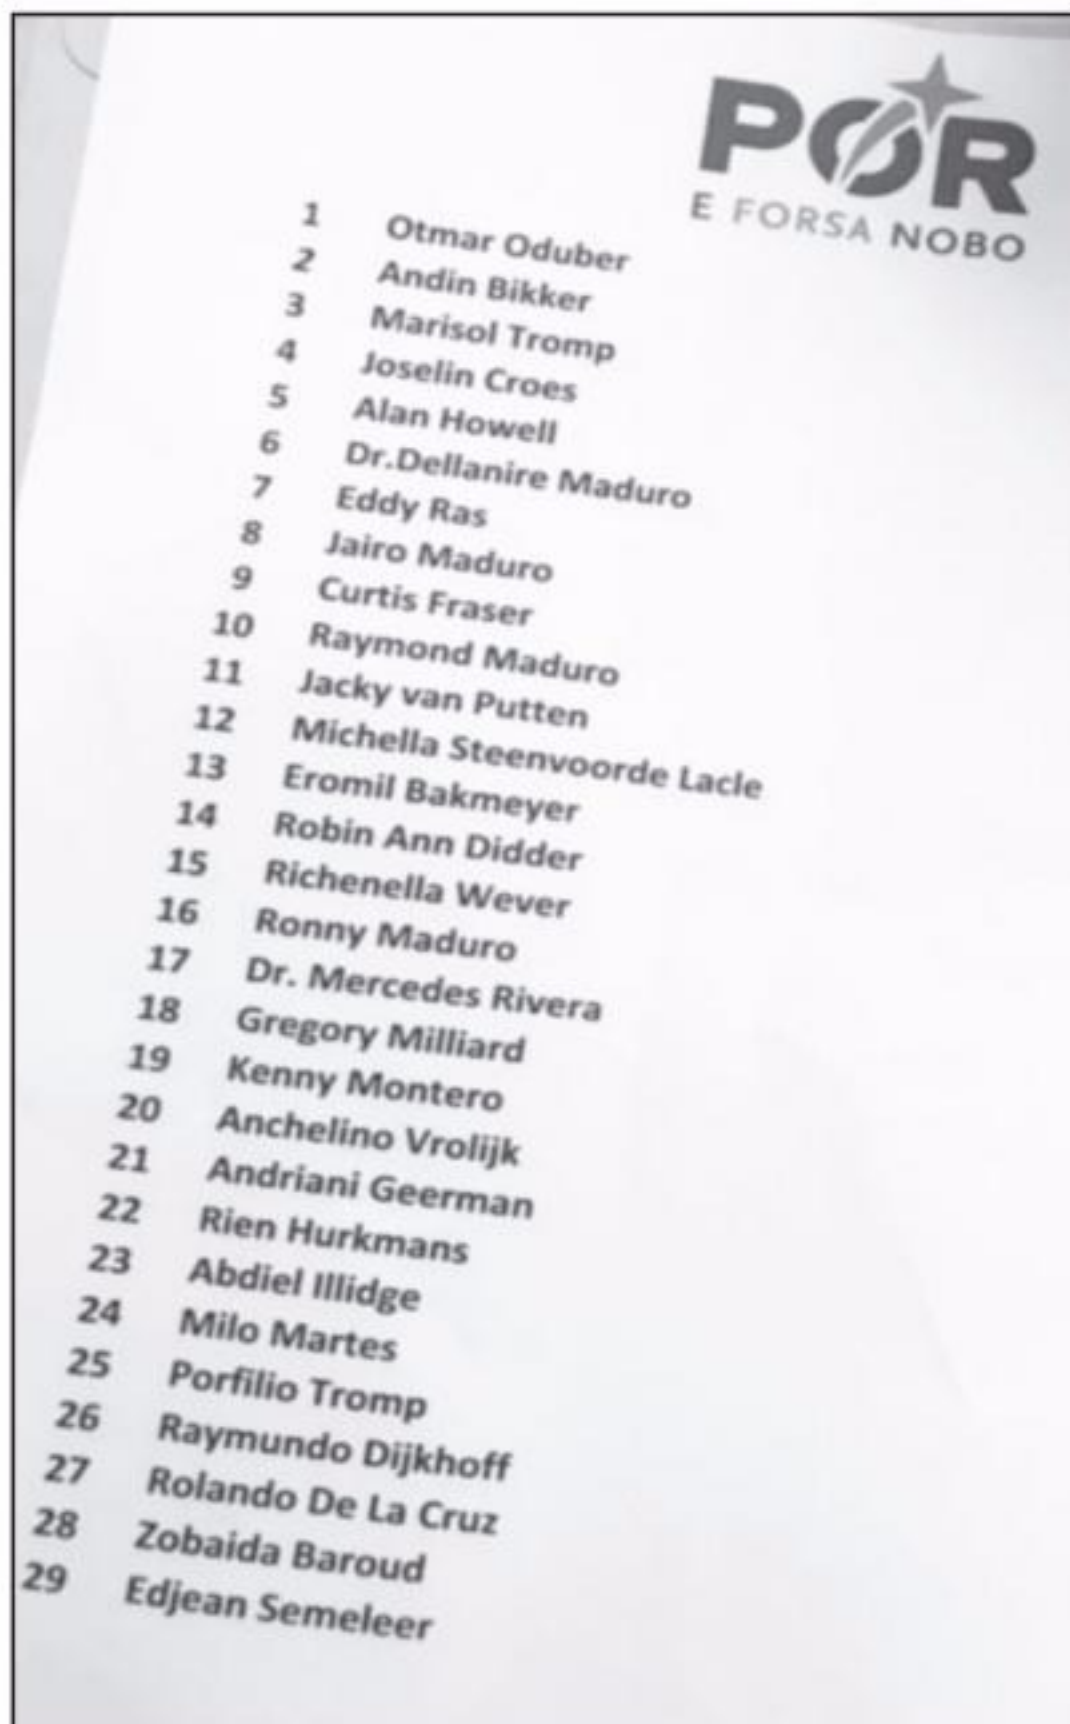 POR
E FORSA NOBO
1 Otmar Oduber
2 Andin Bikker
3 Marisol Tromp
4 Joselin Croes
5 Alan Howell
6 Dr.Dellanire Maduro
7 Eddy Ras
8 Jairo Maduro
9 Curtis Fraser
10 Raymond Maduro
11 Jacky van Putten
12 Michella Steenvoorde Lacle
13 Eromil Bakmeyer
14 Robin Ann Didder
15 Richenella Wever
16 Ronny Maduro
17 Dr. Mercedes Rivera
18 Gregory Milliard
19 Kenny Montero
20 Anchelino Vrolijk
21 Andriani Geerman
22 Rien Hurkmans
23 Abdiel Illidge
24 Milo Martes
25 Porfilio Tromp
26 Raymundo Dijkhoff
27 Rolando De La Cruz
28 Zobaida Baroud
29 Edjean Semeleer